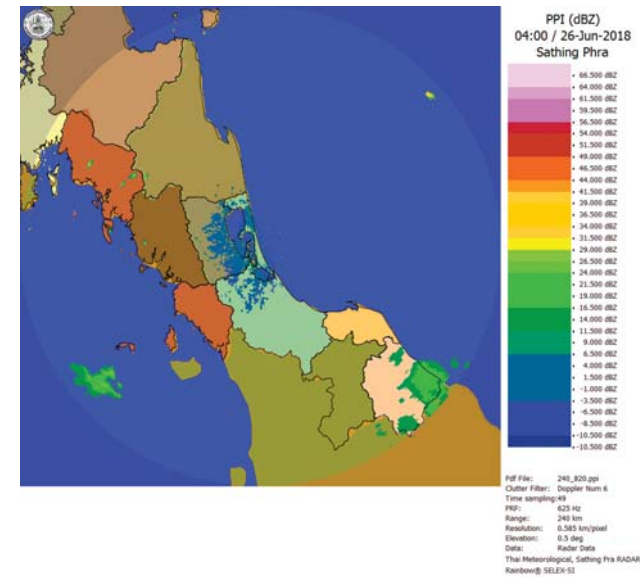 PPI (dBZ)
04:00 / 26-Jun-2018
Sathing Phra
66.500 dBZ
64.000 dBZ
61.500 dBZ
59.500 dBZ
56.500 dBZ
54.000 dBZ
51.500 dBZ
49.000 dBZ
46.500 dBZ
44.000 dBZ
41.500 dBZ
39.000 dBZ
36.500 dBZ
34.000 dBZ
31.500 dBZ
29.000 dBZ
26.500 dBZ
24.000 dBZ
21.500 dBZ
19.000 dBZ
16.500 dBZ
14.000 dBZ
11.500 dBZ
9.000 dBZ
6.500 dBZ
4.000 dBZ
1.500 dBZ
-1.000 dBZ
-3.500 dBZ
-6.500 dBZ
-8.500 dBZ
-10.500 dBZ
-10.500 dBZ
Pdf File: 240_820.ppi
Clutter Filter: Doppler Num 6
Time sampling:49
PRF: 625 Hz
Range: 240 km
Resolution: 0.585 km/pixel
Elevation: 0.5 deg
Data: Radar Data
Thai Meteorological, Sathing Pra RADAR
Rainbow® SELEX-SI